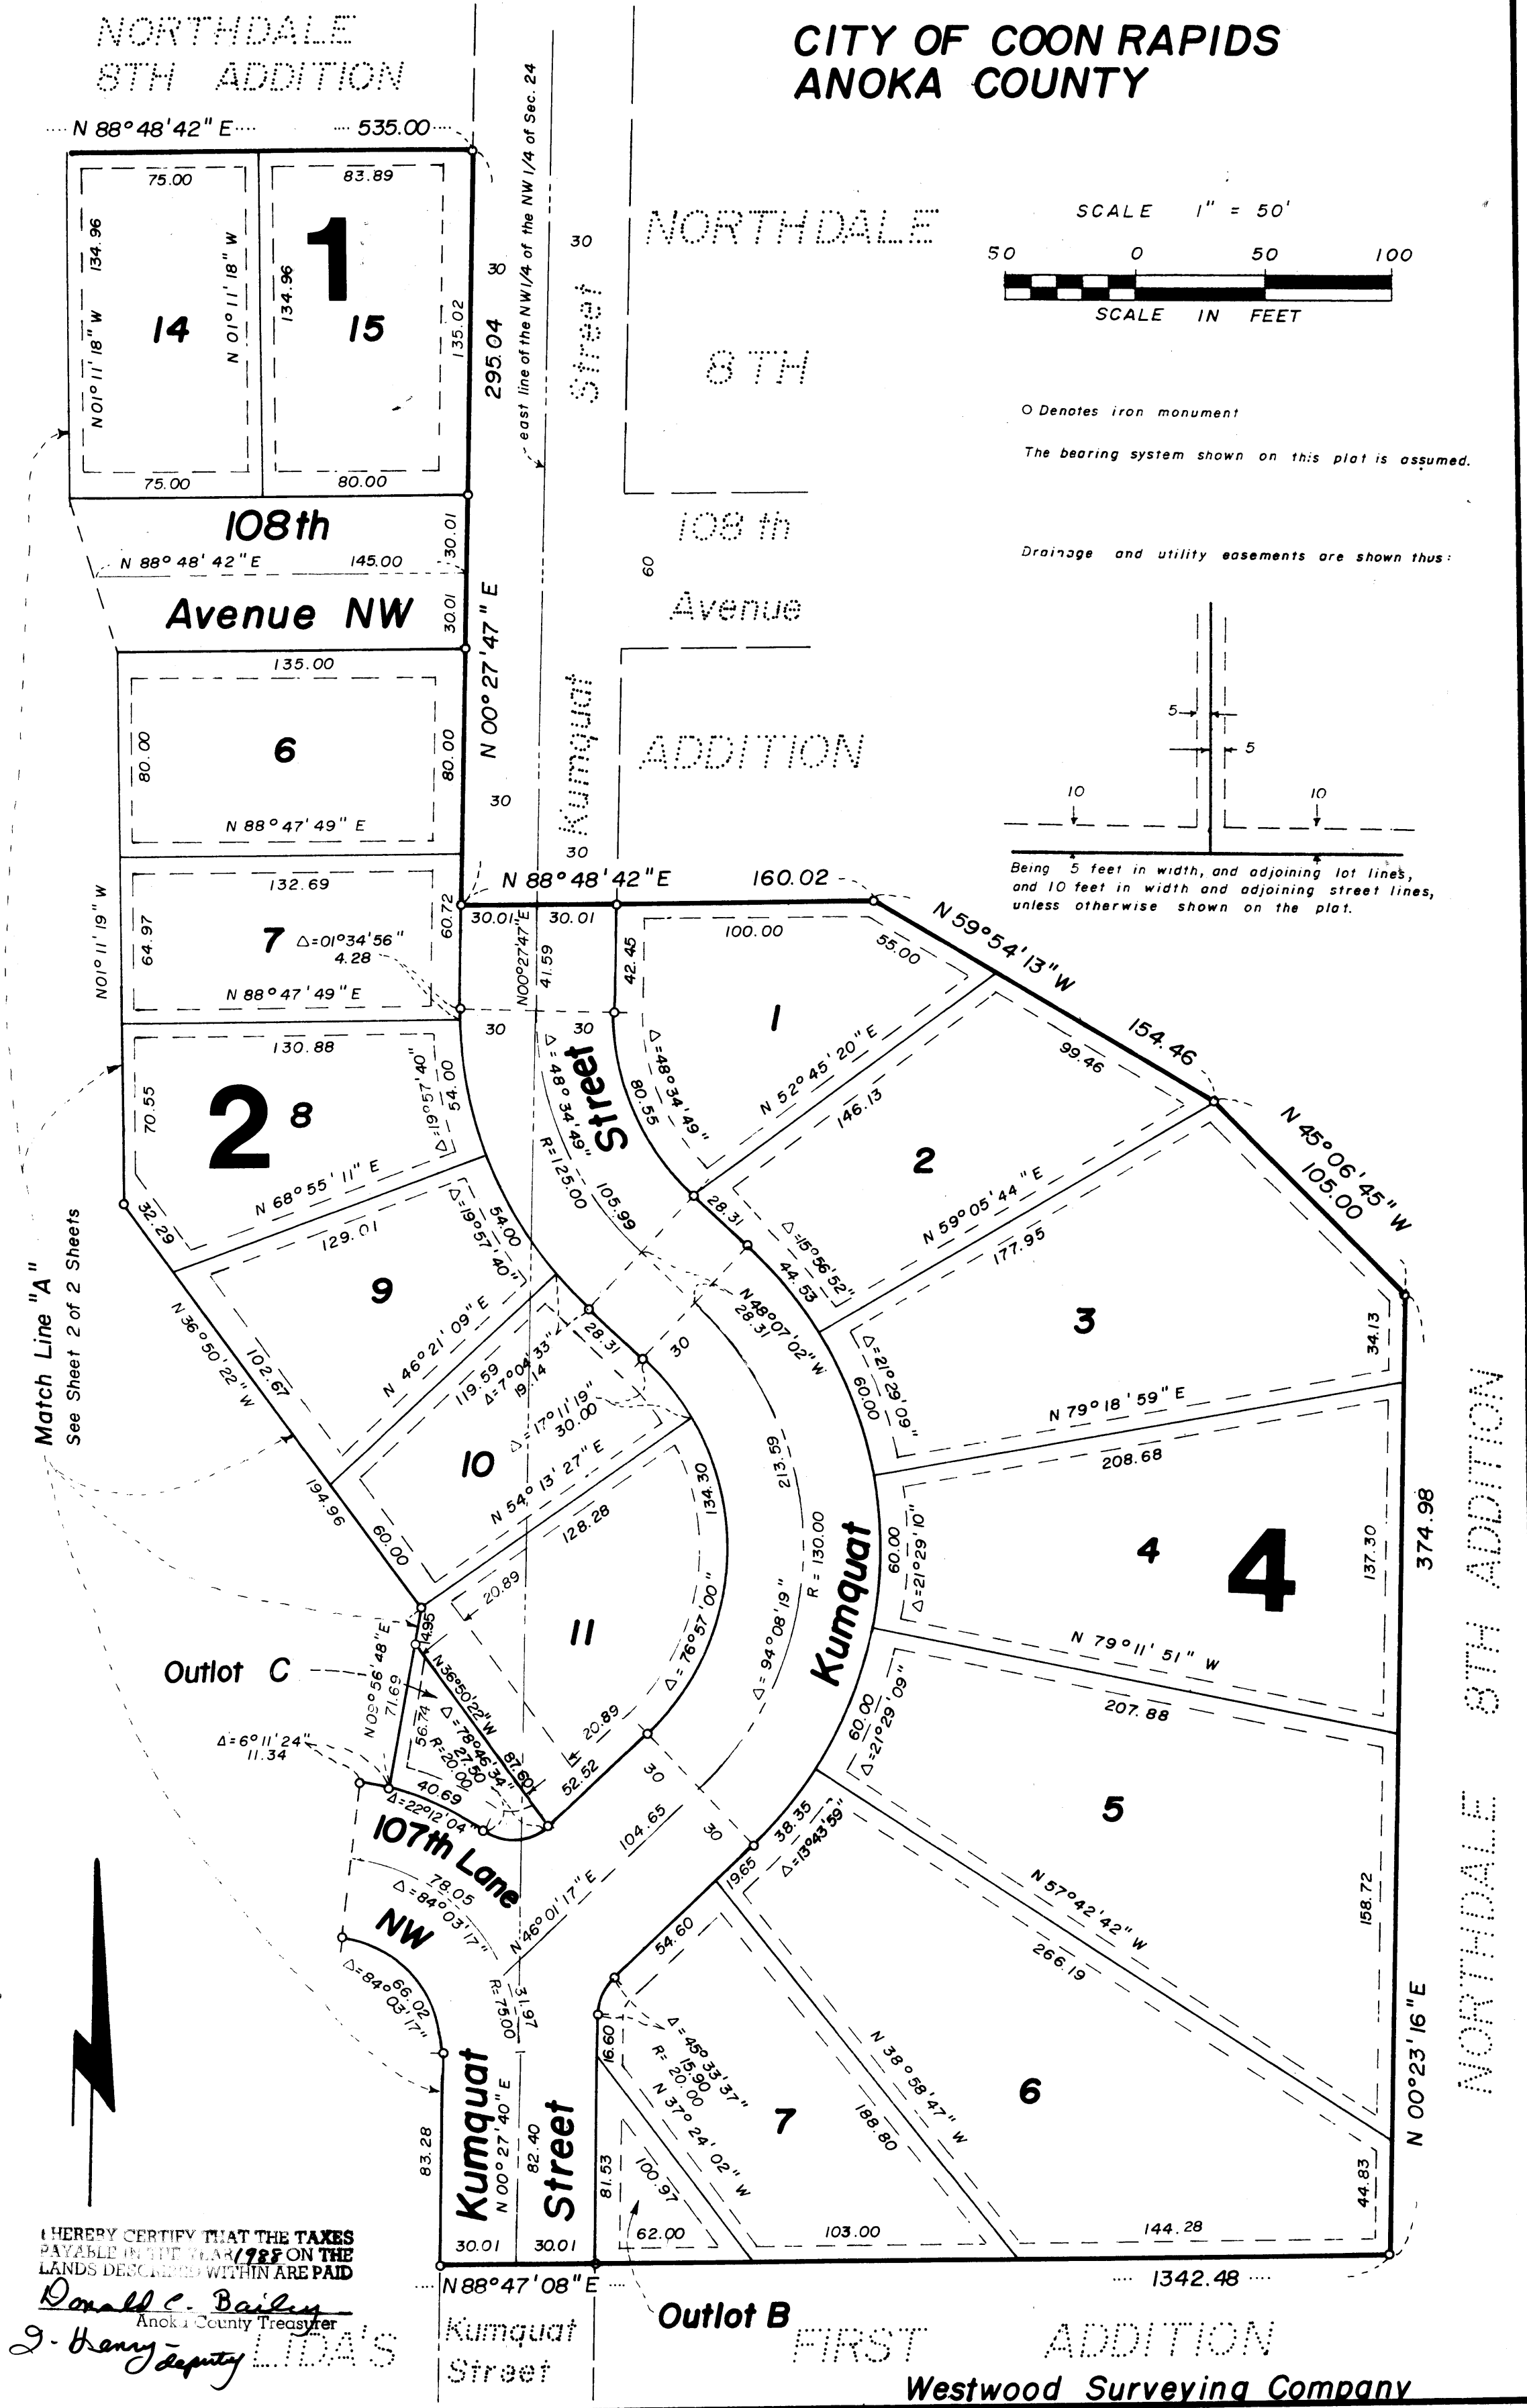 NORTHDALE
8TH ADDITION
CITY OF COON RAPIDS
ANOKA COUNTY
N 88°48'42" E 535.00
75.00
83.89
134.96
N 01°11'18" W
N 01°11'18" W
134.96
1
14
15
135.02
75.00
80.00
30
295.04
east line of the NW1/4 of the NW 1/4 of Sec. 24
30
Street
NORTHDALE
8TH
SCALE 1" = 50'
50 0 50 100
SCALE IN FEET
O Denotes iron monument
The bearing system shown on this plat is assumed.
Drainage and utility easements are shown thus:
5
5
10
10
Being 5 feet in width, and adjoining lot lines,
and 10 feet in width and adjoining street lines,
unless otherwise shown on the plat.
108th
30.01
N 88°48'42" E 145.00
Avenue NW
30.01
N 00°27'47" E
108 th
60
Avenue
135.00
80.00
6
80.00
N 88°47'49" E
30
Kumquat
30
ADDITION
N 88°48'42" E 160.02
132.69
64.97
N01°11'19" W
7
Δ=01°34'56"
4.28
60.72
N 88°47'49" E
30.01
30.01
N00°27'47"E
41.59
42.45
100.00
55.00
N 59°54'13" W
154.46
30
30
1
130.88
70.55
2
8
Δ=19°57'40"
54.00
Street
Δ=48°34'49"
R=125.00
105.99
Δ=48°34'49"
80.55
N 52°45'20" E
146.13
99.46
2
N 45°06'45" W
105.00
N 68°55'11" E
32.29
129.01
Δ=19°57'40"
54.00
28.31
Δ=15°56'52"
44.53
N 59°05'44" E
177.95
9
N 36°50'22" W
102.67
N 46°21'09" E
119.59
Δ=7°04'33"
19.14
28.31
30
N48°07'02"W
28.31
3
34.13
Δ=21°29'09"
60.00
N 79°18'59" E
208.68
Match Line "A"
See Sheet 2 of 2 Sheets
Δ=17°11'19"
30.00
10
N 54°13'27" E
128.28
194.96
60.00
134.30
213.59
R=130.00
Δ=94°08'19"
Kumquat
60.00
Δ=21°29'10"
4
4
137.30
374.98
NORTHDALE 8TH ADDITION
20.89
11
Δ=76°57'00"
20.89
14.95
Outlot C
N 09°56'48"E
71.69
56.74
N36°50'22"W
87.60
Δ=78°46'34"
27.50
R=20.00
Δ=6°11'24"
11.34
40.69
Δ=22°12'04"
52.52
30
30
N 79°11'51" W
207.88
60.00
Δ=21°29'09"
5
158.72
107th Lane
NW
78.05
Δ=84°03'17"
104.65
N 46°01'17" E
38.35
Δ=13°43'59"
19.65
54.60
N 57°42'42" W
266.19
66.02
Δ=84°03'17"
31.97
R=75.00
16.60
Δ=45°33'37"
15.90
R=20.00
N 37°24'02" W
100.97
N 38°58'47" W
188.80
7
6
N 00°23'16"E
44.83
83.28
Kumquat
N 00°27'40" E
82.40
Street
81.53
30.01
30.01
62.00
103.00
144.28
N 88°47'08" E
1342.48
Outlot B
I HEREBY CERTIFY THAT THE TAXES
PAYABLE IN THE YEAR 1988 ON THE
LANDS DESCRIBED WITHIN ARE PAID
Donald C. Bailey
Anoka County Treasurer
J. Henry - deputy
LIDA'S
Kumquat
Street
FIRST ADDITION
Westwood Surveying Company